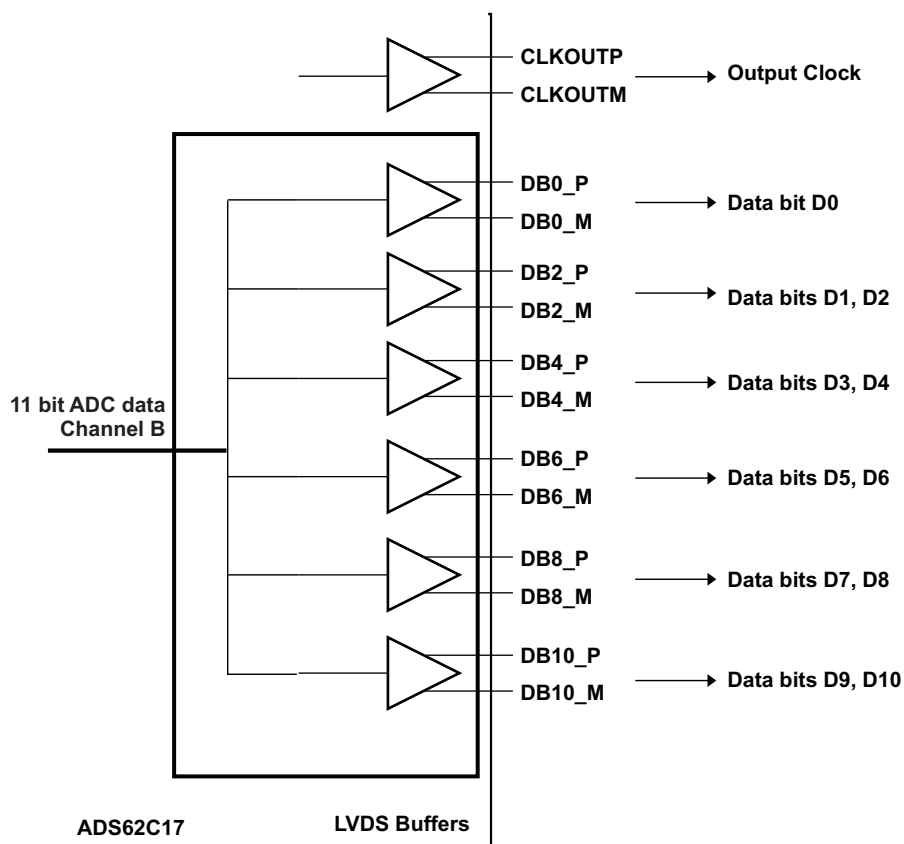 CLKOUTP
CLKOUTM
Output Clock
DB0_P
DB0_M
Data bit D0
DB2_P
DB2_M
Data bits D1, D2
DB4_P
DB4_M
Data bits D3, D4
11 bit ADC data
Channel B
DB6_P
DB6_M
Data bits D5, D6
DB8_P
DB8_M
Data bits D7, D8
DB10_P
DB10_M
Data bits D9, D10
ADS62C17
LVDS Buffers